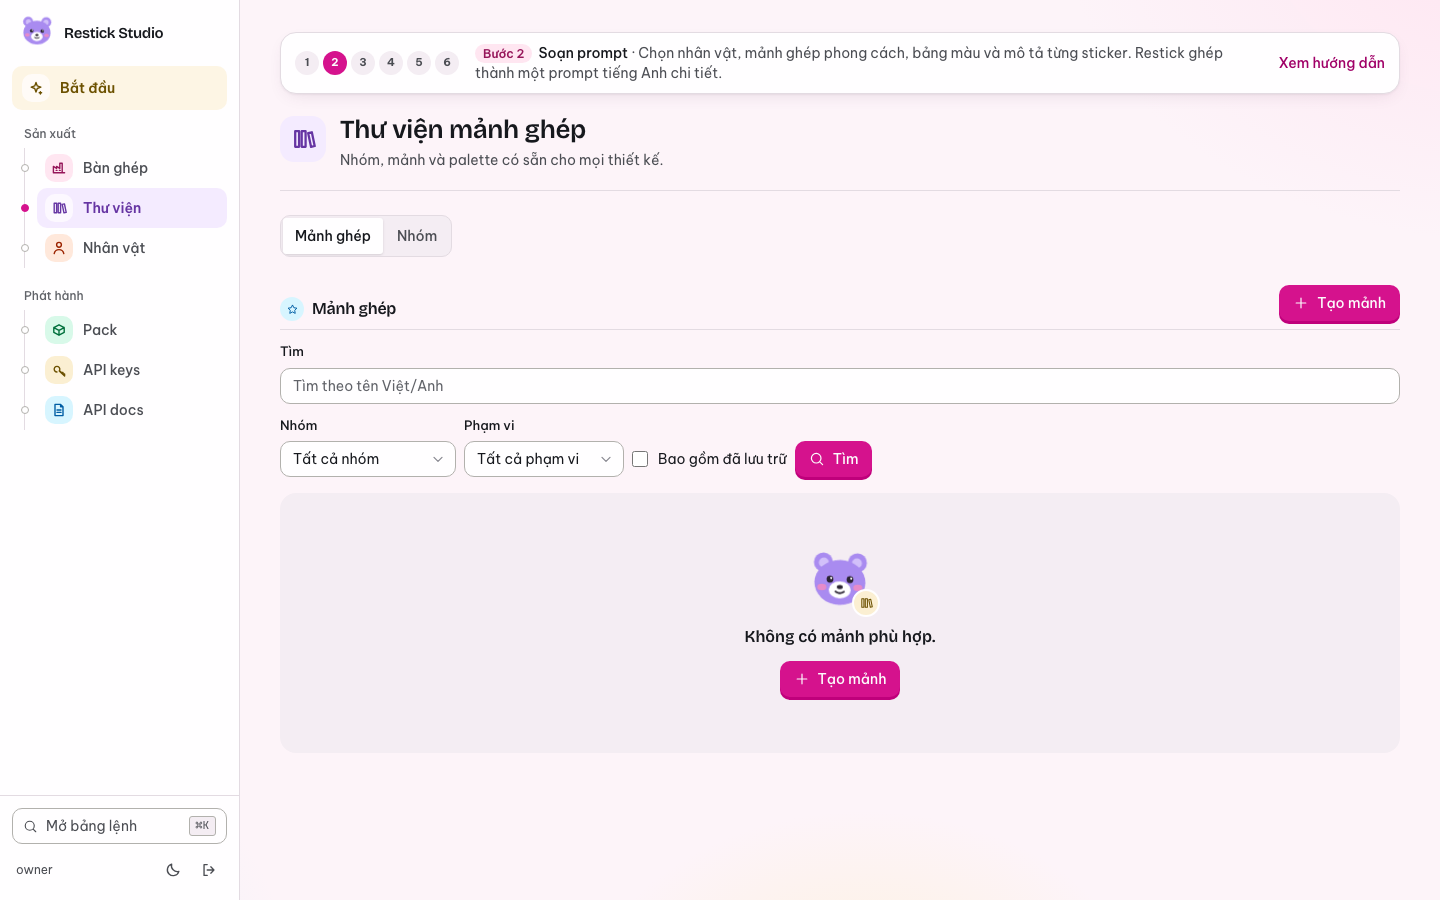 Restick Studio
Bắt đầu
Sản xuất
Bàn ghép
Thư viện
Nhân vật
Phát hành
Pack
API keys
API docs
Mở bảng lệnh
⌘K
owner
1 2 3 4 5 6
Bước 2 Soạn prompt · Chọn nhân vật, mảnh ghép phong cách, bảng màu và mô tả từng sticker. Restick ghép
thành một prompt tiếng Anh chi tiết.
Xem hướng dẫn
Thư viện mảnh ghép
Nhóm, mảnh và palette có sẵn cho mọi thiết kế.
Mảnh ghép Nhóm
Mảnh ghép
Tạo mảnh
Tìm
Tìm theo tên Việt/Anh
Nhóm Phạm vi
Tất cả nhóm Tất cả phạm vi Bao gồm đã lưu trữ Tìm
Không có mảnh phù hợp.
Tạo mảnh